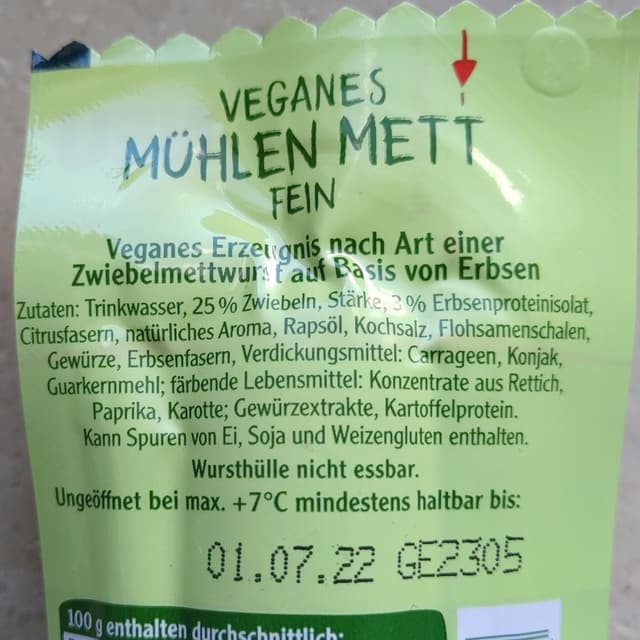 VEGANES
MÜHLEN METT
FEIN
Veganes Erzeugnis nach Art einer
Zwiebelmettwurst auf Basis von Erbsen
Zutaten: Trinkwasser, 25 % Zwiebeln, Stärke, 3 % Erbsenproteinisolat,
Citrusfasern, natürliches Aroma, Rapsöl, Kochsalz, Flohsamenschalen,
Gewürze, Erbsenfasern, Verdickungsmittel: Carrageen, Konjak,
Guarkernmehl; färbende Lebensmittel: Konzentrate aus Rettich,
Paprika, Karotte; Gewürzextrakte, Kartoffelprotein.
Kann Spuren von Ei, Soja und Weizengluten enthalten.
Wursthülle nicht essbar.
Ungeöffnet bei max. +7°C mindestens haltbar bis:
01.07.22 GE2305
100 g enthalten durchschnittlich: